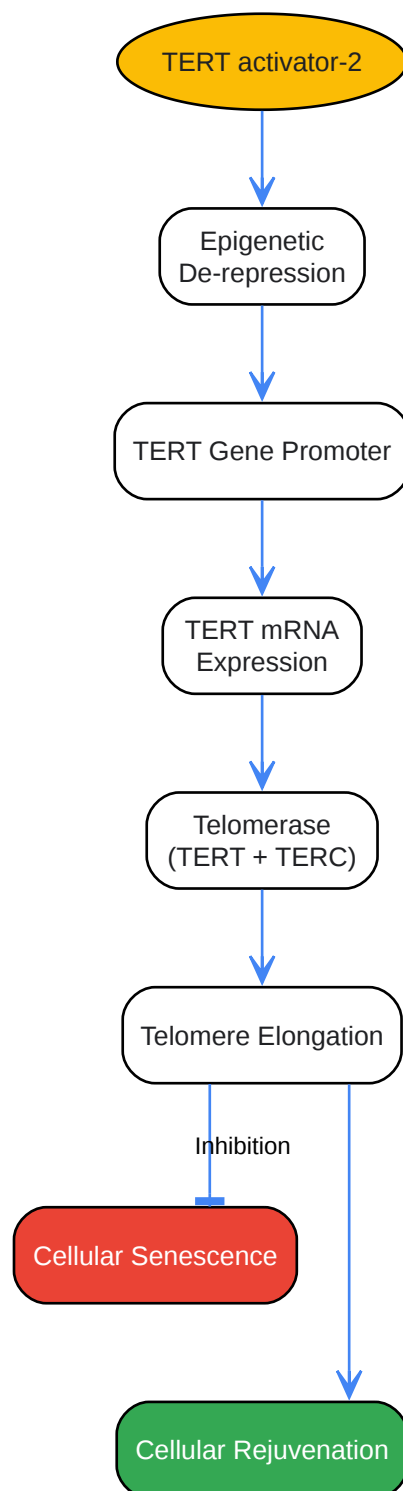 TERT activator-2
Epigenetic
De-repression
TERT Gene Promoter
TERT mRNA
Expression
Telomerase
(TERT + TERC)
Telomere Elongation
Inhibition
Cellular Senescence
Cellular Rejuvenation